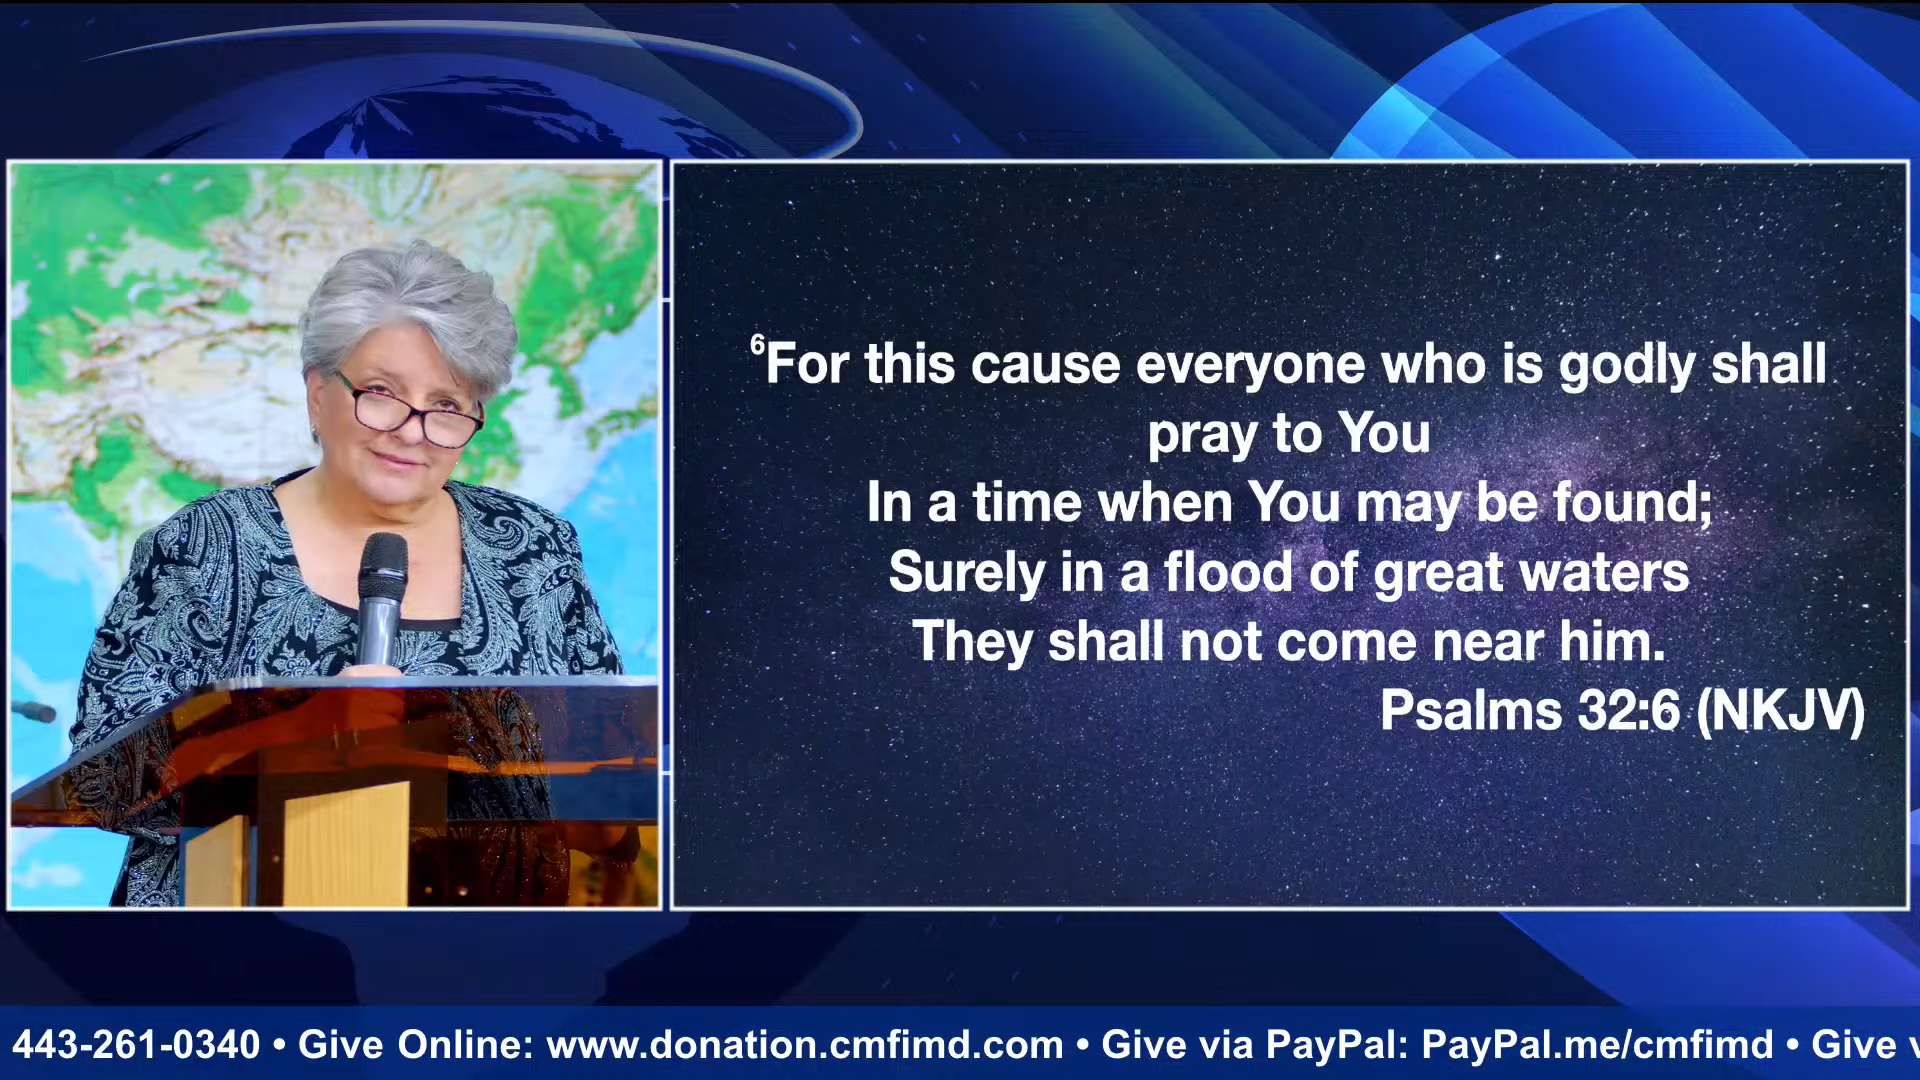 ⁶For this cause everyone who is godly shall
pray to You
In a time when You may be found;
Surely in a flood of great waters
They shall not come near him.
Psalms 32:6 (NKJV)
443-261-0340 • Give Online: www.donation.cmfimd.com • Give via PayPal: PayPal.me/cmfimd • Give